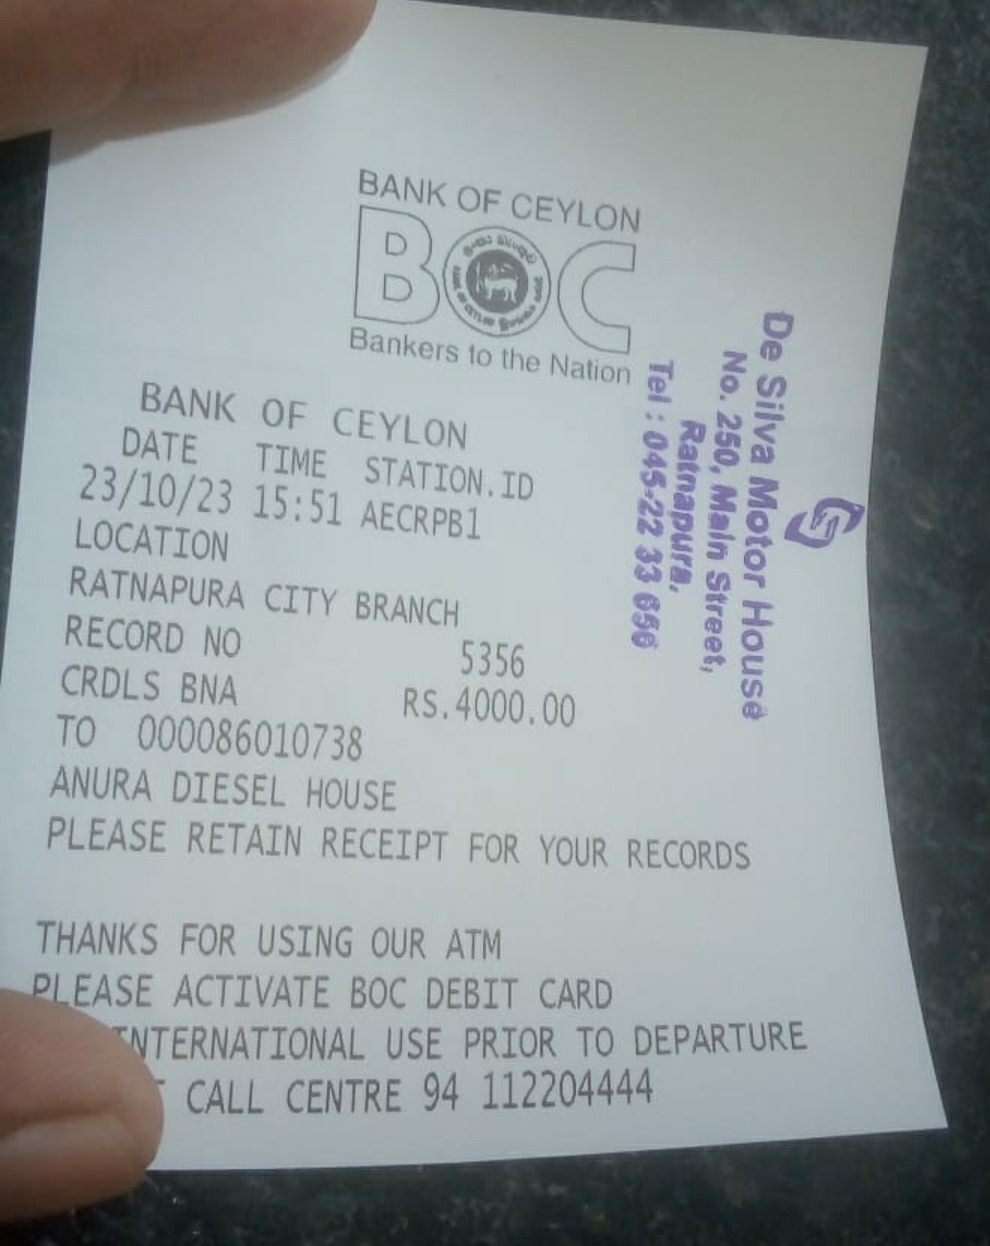 BANK OF CEYLON
BOC
Bankers to the Nation
BANK OF CEYLON
DATE TIME STATION.ID
23/10/23 15:51 AECRPB1
LOCATION
RATNAPURA CITY BRANCH
RECORD NO 5356
CRDLS BNA RS.4000.00
TO 000086010738
ANURA DIESEL HOUSE
PLEASE RETAIN RECEIPT FOR YOUR RECORDS
THANKS FOR USING OUR ATM
PLEASE ACTIVATE BOC DEBIT CARD
INTERNATIONAL USE PRIOR TO DEPARTURE
CALL CENTRE 94 112204444
De Silva Motor House
No. 250, Main Street,
Ratnapura.
Tel : 045-22 33 656